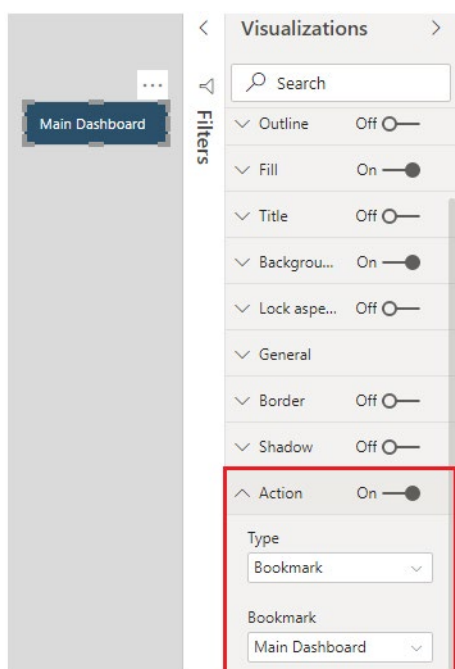 Main Dashboard
Filters
Visualizations
Search
Outline Off
Fill On
Title Off
Backgrou... On
Lock aspe... Off
General
Border Off
Shadow Off
Action On
Type
Bookmark
Bookmark
Main Dashboard